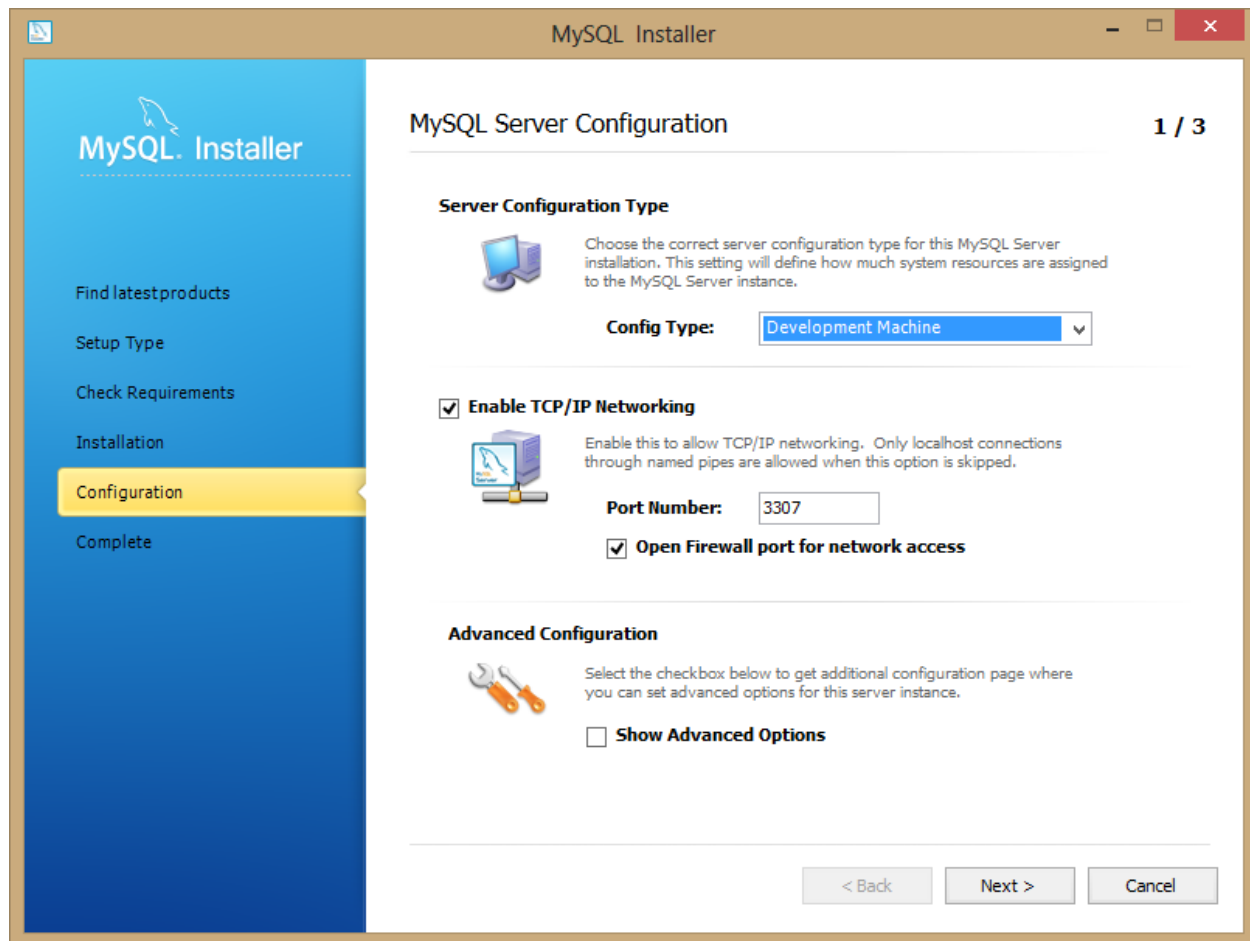 MySQL Installer
MySQL. Installer
MySQL Server Configuration
1 / 3
Find latest products
Setup Type
Check Requirements
Installation
Configuration
Complete
Server Configuration Type
Choose the correct server configuration type for this MySQL Server
installation. This setting will define how much system resources are assigned
to the MySQL Server instance.
Config Type:
Development Machine
Enable TCP/IP Networking
Enable this to allow TCP/IP networking. Only localhost connections
through named pipes are allowed when this option is skipped.
Port Number:
3307
Open Firewall port for network access
Advanced Configuration
Select the checkbox below to get additional configuration page where
you can set advanced options for this server instance.
Show Advanced Options
< Back
Next >
Cancel